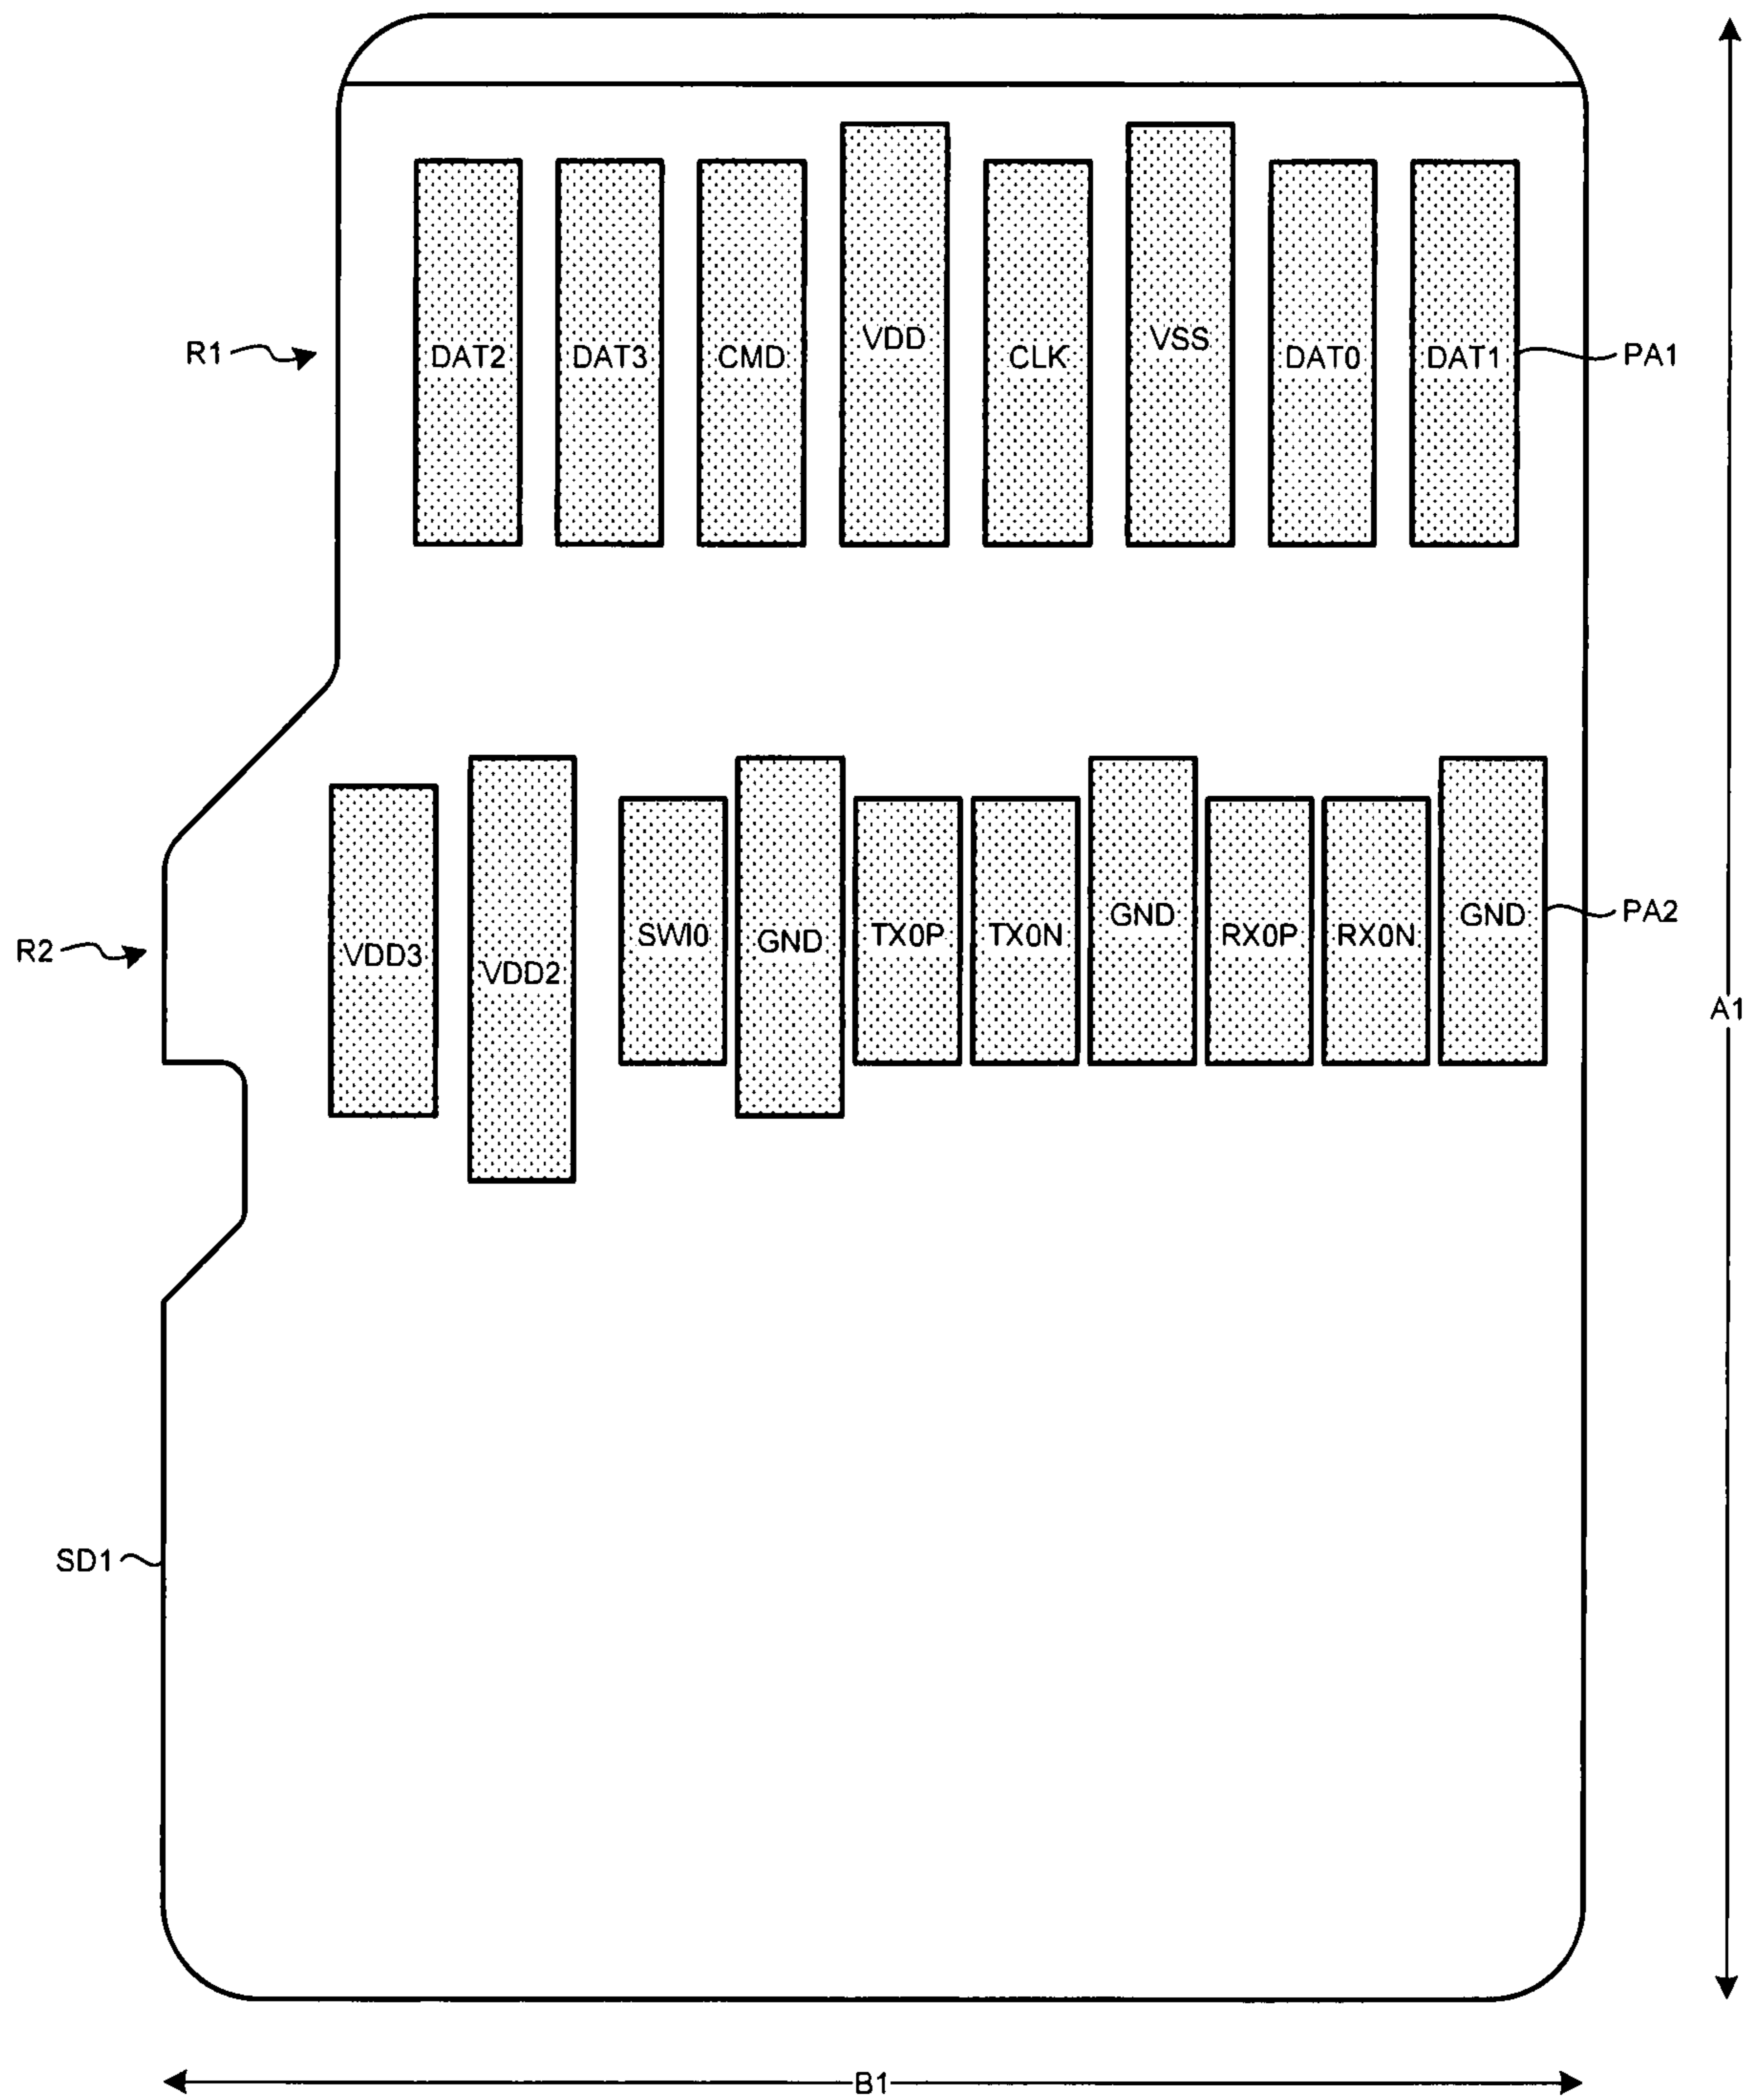 R1 DAT2 DAT3 CMD VDD CLK VSS DAT0 DAT1 PA1
R2 VDD3 VDD2 SWI0 GND TX0P TX0N GND RX0P RX0N GND PA2
A1
SD1
B1